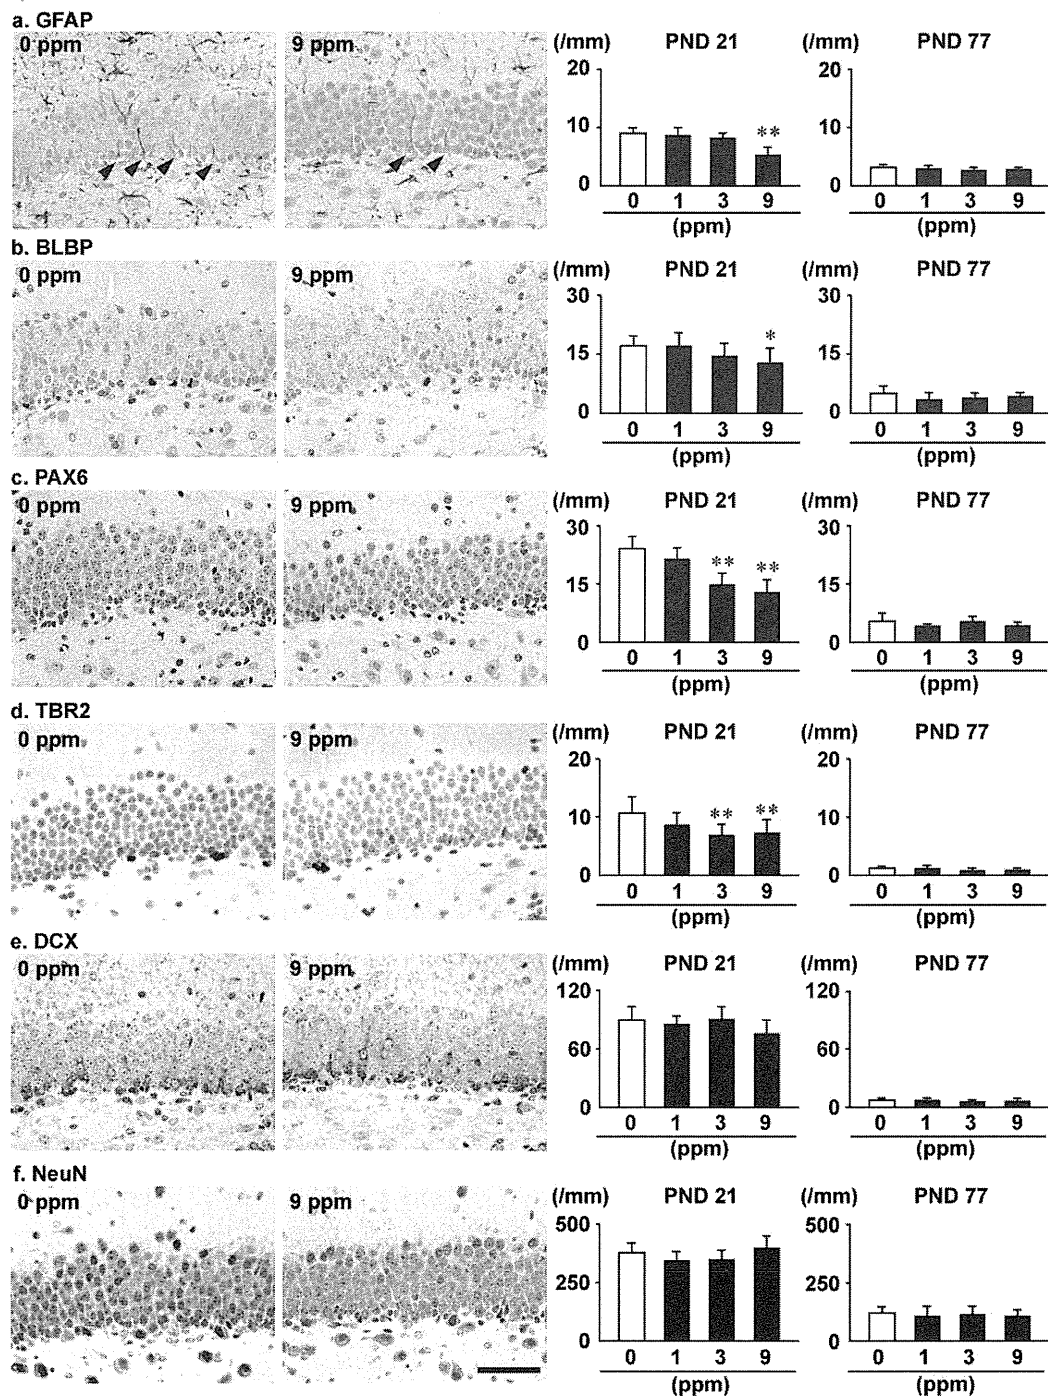 a. GFAP
0 ppm
9 ppm
(/mm) PND 21
20
10
0
**
0 1 3 9
(ppm)
(/mm) PND 77
20
10
0
0 1 3 9
(ppm)
b. BLBP
0 ppm
9 ppm
(/mm) PND 21
30
15
0
*
0 1 3 9
(ppm)
(/mm) PND 77
30
15
0
0 1 3 9
(ppm)
c. PAX6
0 ppm
9 ppm
(/mm) PND 21
30
15
0
** **
0 1 3 9
(ppm)
(/mm) PND 77
30
15
0
0 1 3 9
(ppm)
d. TBR2
0 ppm
9 ppm
(/mm) PND 21
20
10
0
** **
0 1 3 9
(ppm)
(/mm) PND 77
20
10
0
0 1 3 9
(ppm)
e. DCX
0 ppm
9 ppm
(/mm) PND 21
120
60
0
0 1 3 9
(ppm)
(/mm) PND 77
120
60
0
0 1 3 9
(ppm)
f. NeuN
0 ppm
9 ppm
(/mm) PND 21
500
250
0
0 1 3 9
(ppm)
(/mm) PND 77
500
250
0
0 1 3 9
(ppm)